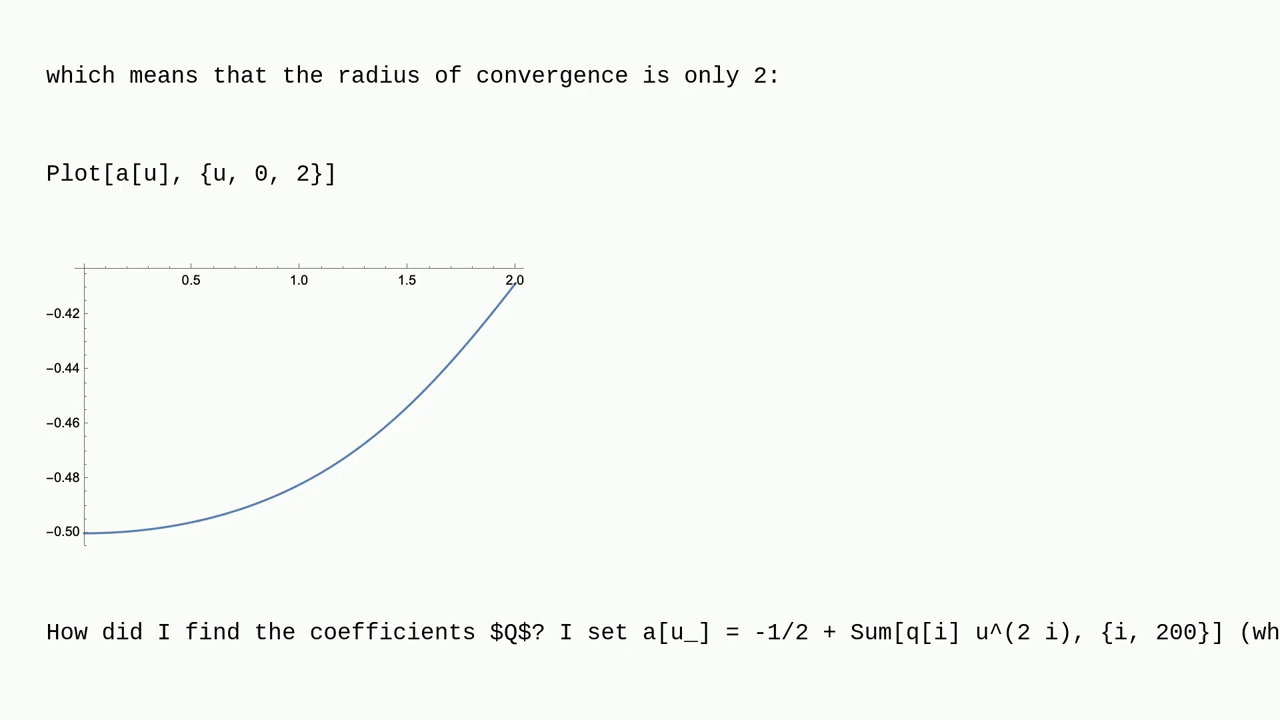 which means that the radius of convergence is only 2:
Plot[a[u], {u, 0, 2}]
0.5 1.0 1.5 2.0
−0.42
−0.44
−0.46
−0.48
−0.50
How did I find the coefficients $Q$? I set a[u_] = -1/2 + Sum[q[i] u^(2 i), {i, 200}] (wh